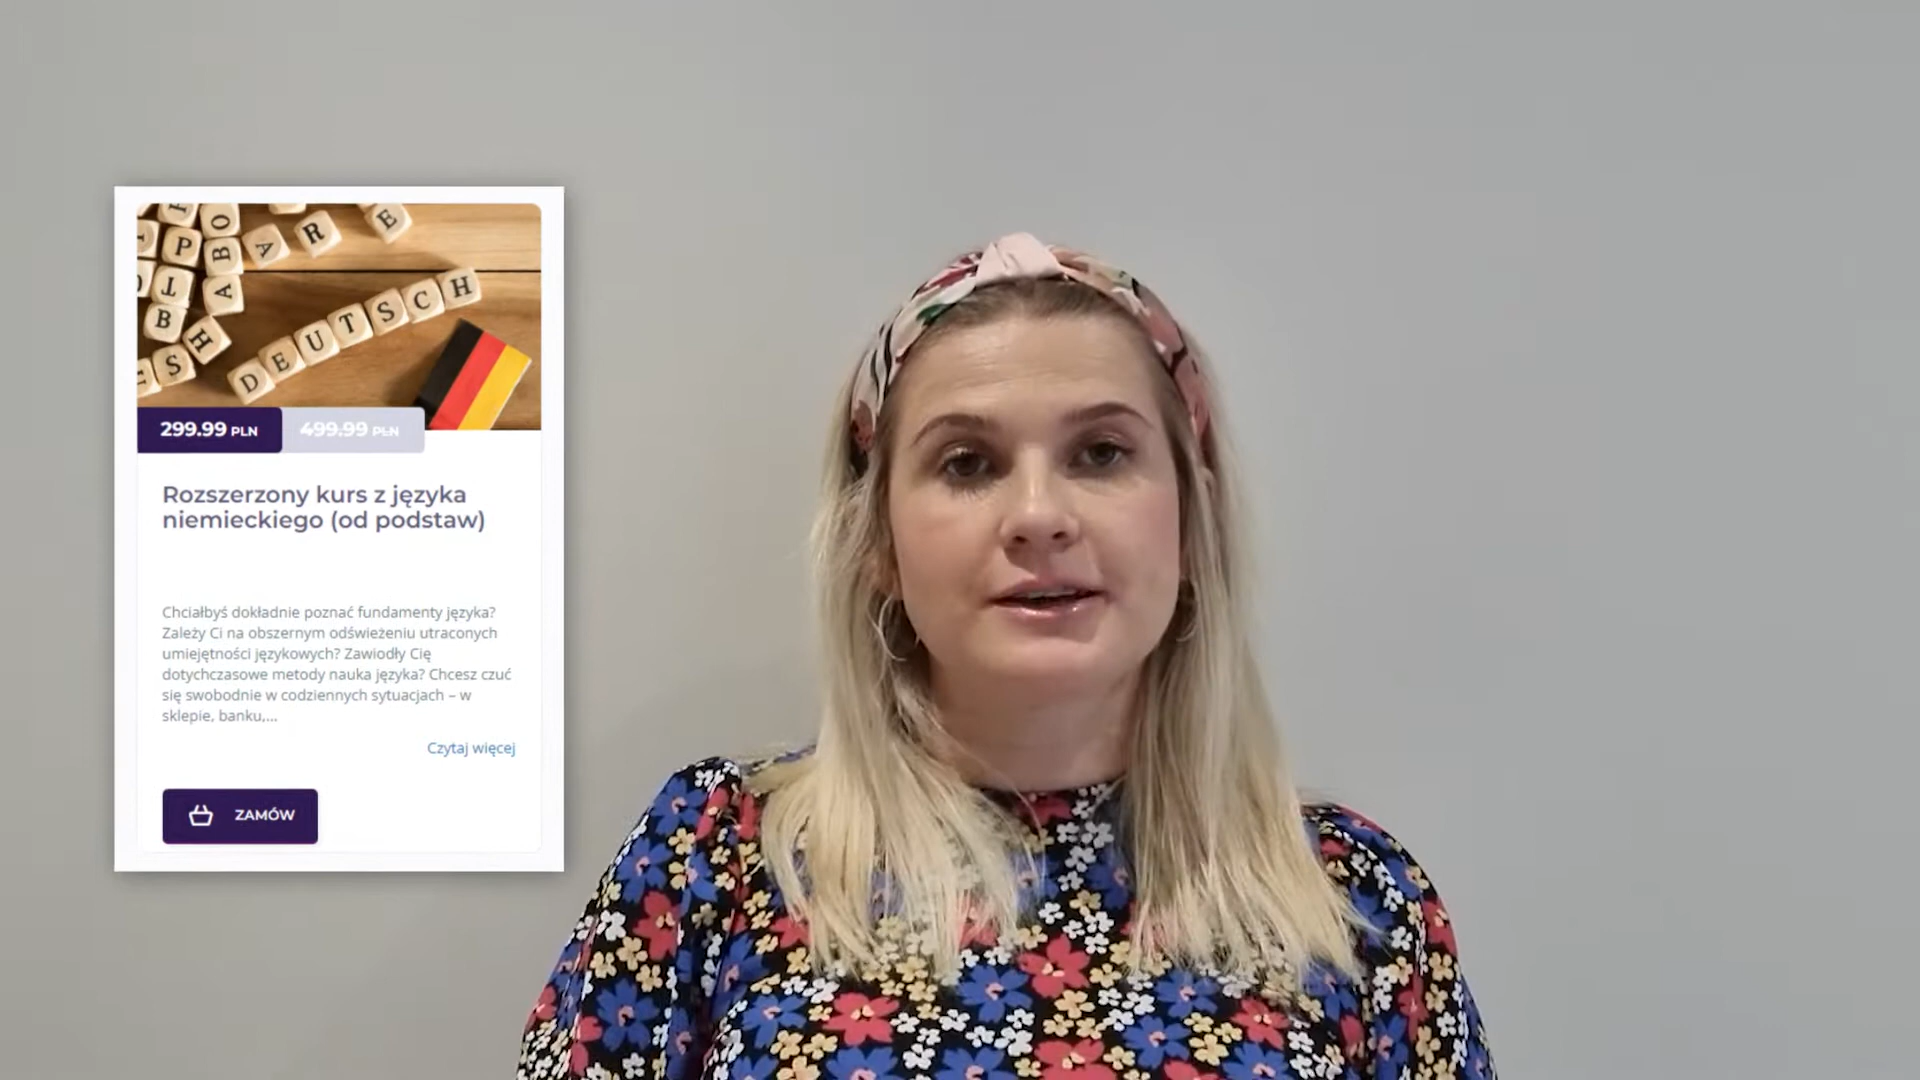 DEUTSCH
299.99 PLN 499.99 PLN
Rozszerzony kurs z języka
niemieckiego (od podstaw)
Chciałbyś dokładnie poznać fundamenty języka?
Zależy Ci na obszernym odświeżeniu utraconych
umiejętności językowych? Zawiodły Cię
dotychczasowe metody nauka języka? Chcesz czuć
się swobodnie w codziennych sytuacjach – w
sklepie, banku,...
Czytaj więcej
ZAMÓW